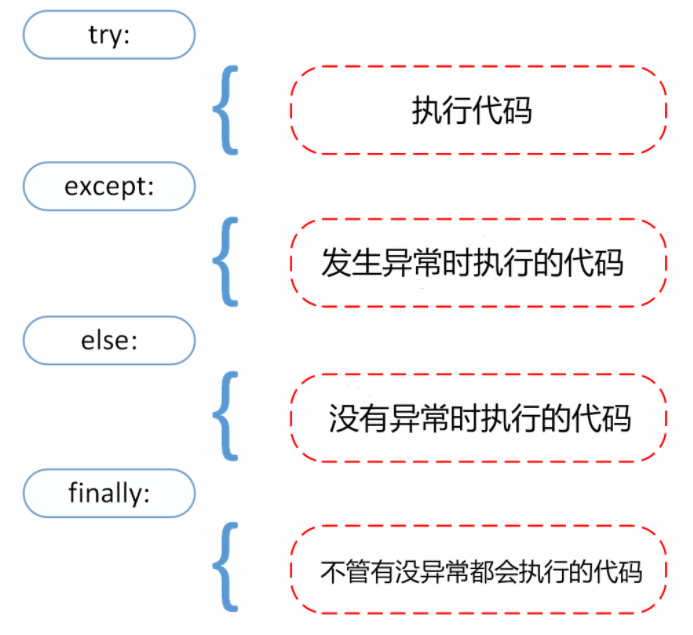 try:
执行代码
except:
发生异常时执行的代码
else:
没有异常时执行的代码
finally:
不管有没异常都会执行的代码